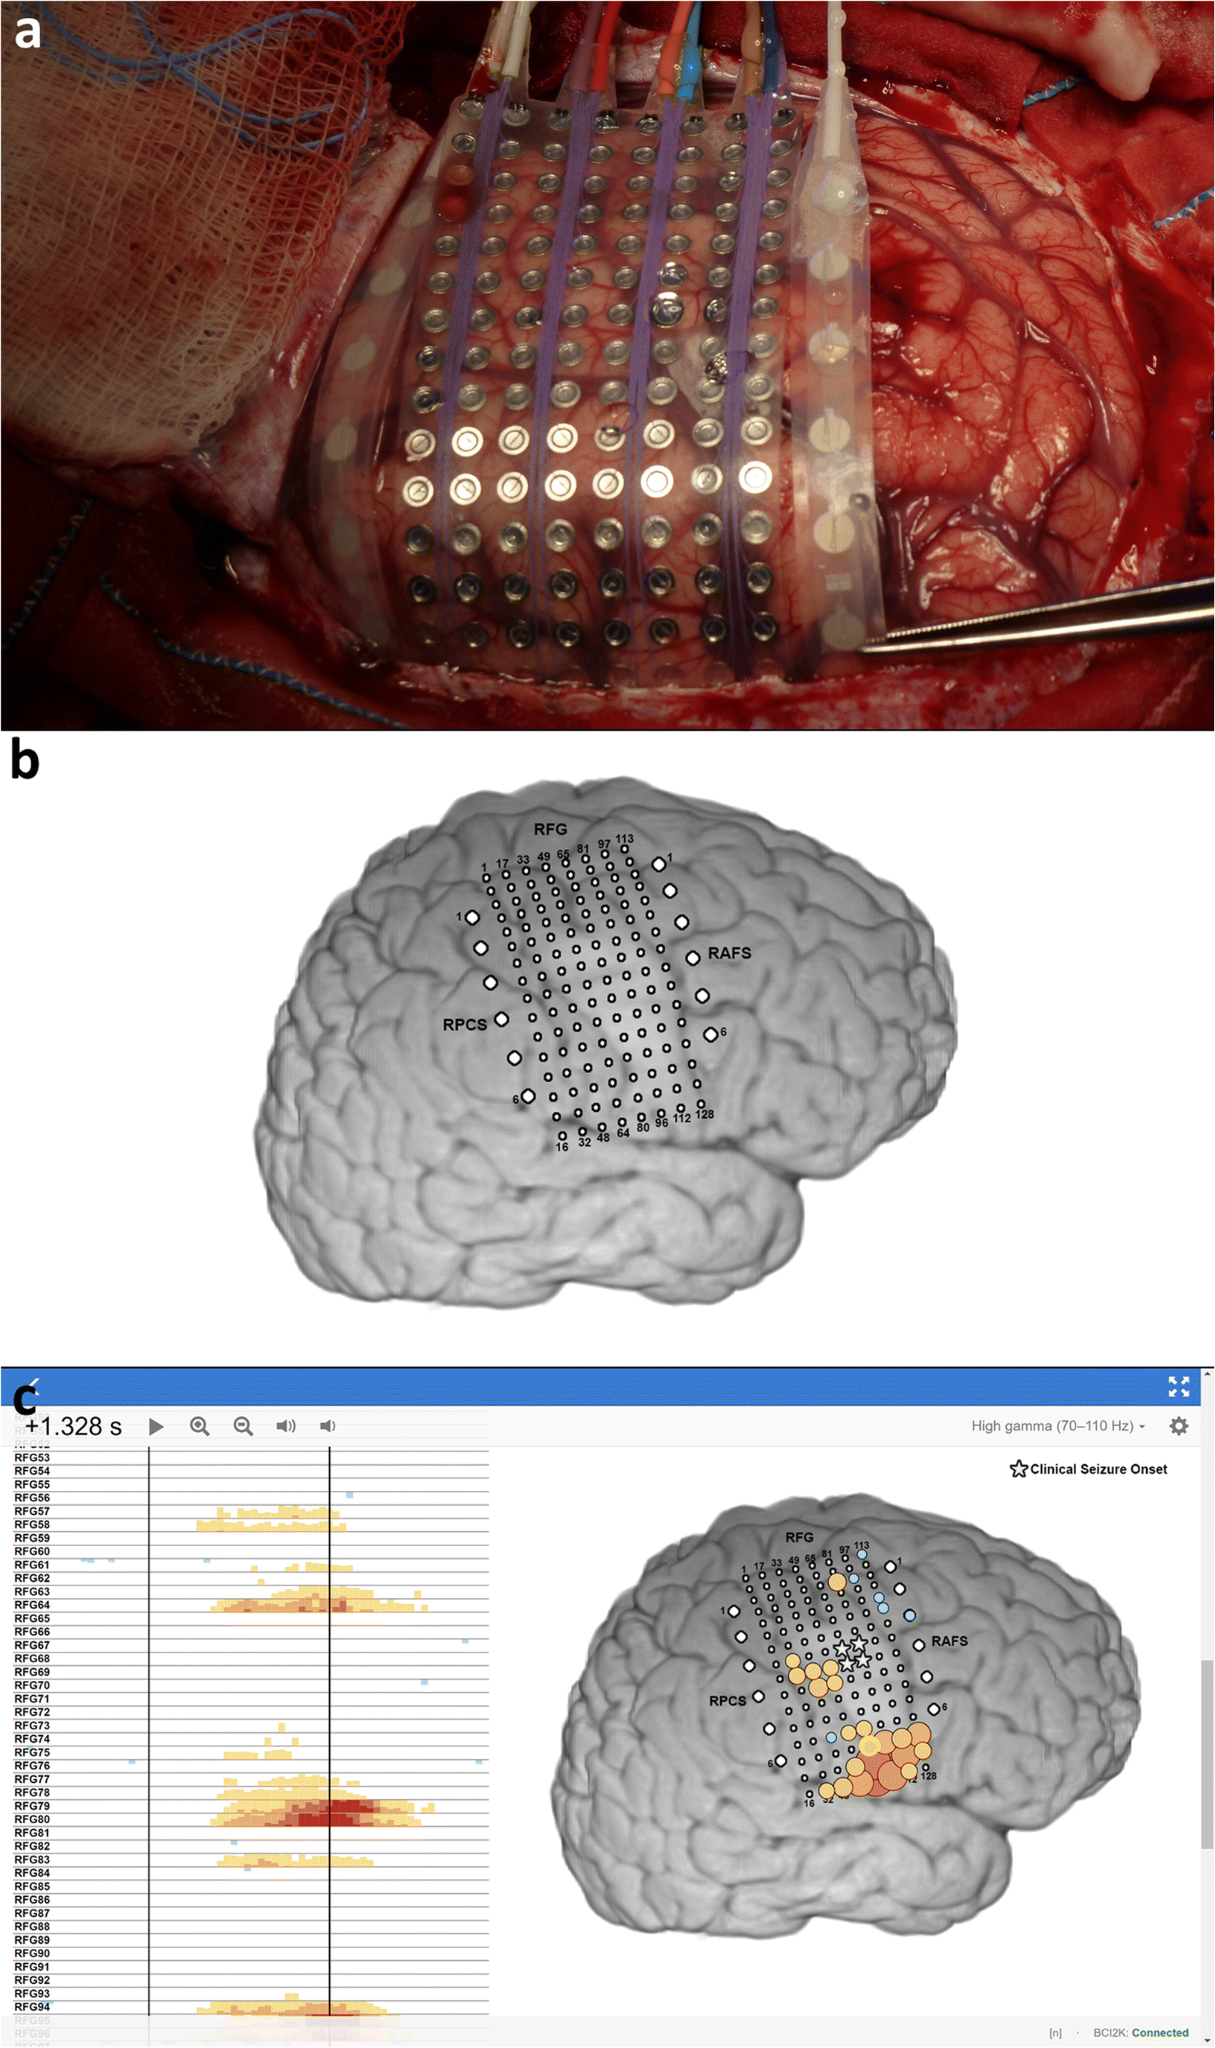 a
b
RFG
1 17 33 49 65 81 97 113
1
1
RAFS
RPCS
6
6
16 32 48 64 80 96 112 128
c
+1.328 s
High gamma (70–110 Hz)
RFG53
RFG54
RFG55
RFG56
RFG57
RFG58
RFG59
RFG60
RFG61
RFG62
RFG63
RFG64
RFG65
RFG66
RFG67
RFG68
RFG69
RFG70
RFG71
RFG72
RFG73
RFG74
RFG75
RFG76
RFG77
RFG78
RFG79
RFG80
RFG81
RFG82
RFG83
RFG84
RFG85
RFG86
RFG87
RFG88
RFG89
RFG90
RFG91
RFG92
RFG93
RFG94
RFG95
RFG96
Clinical Seizure Onset
RFG
1 17 33 49 65 81 97 113
1
1
RAFS
RPCS
6
6
16 128
[n] · BCI2K: Connected